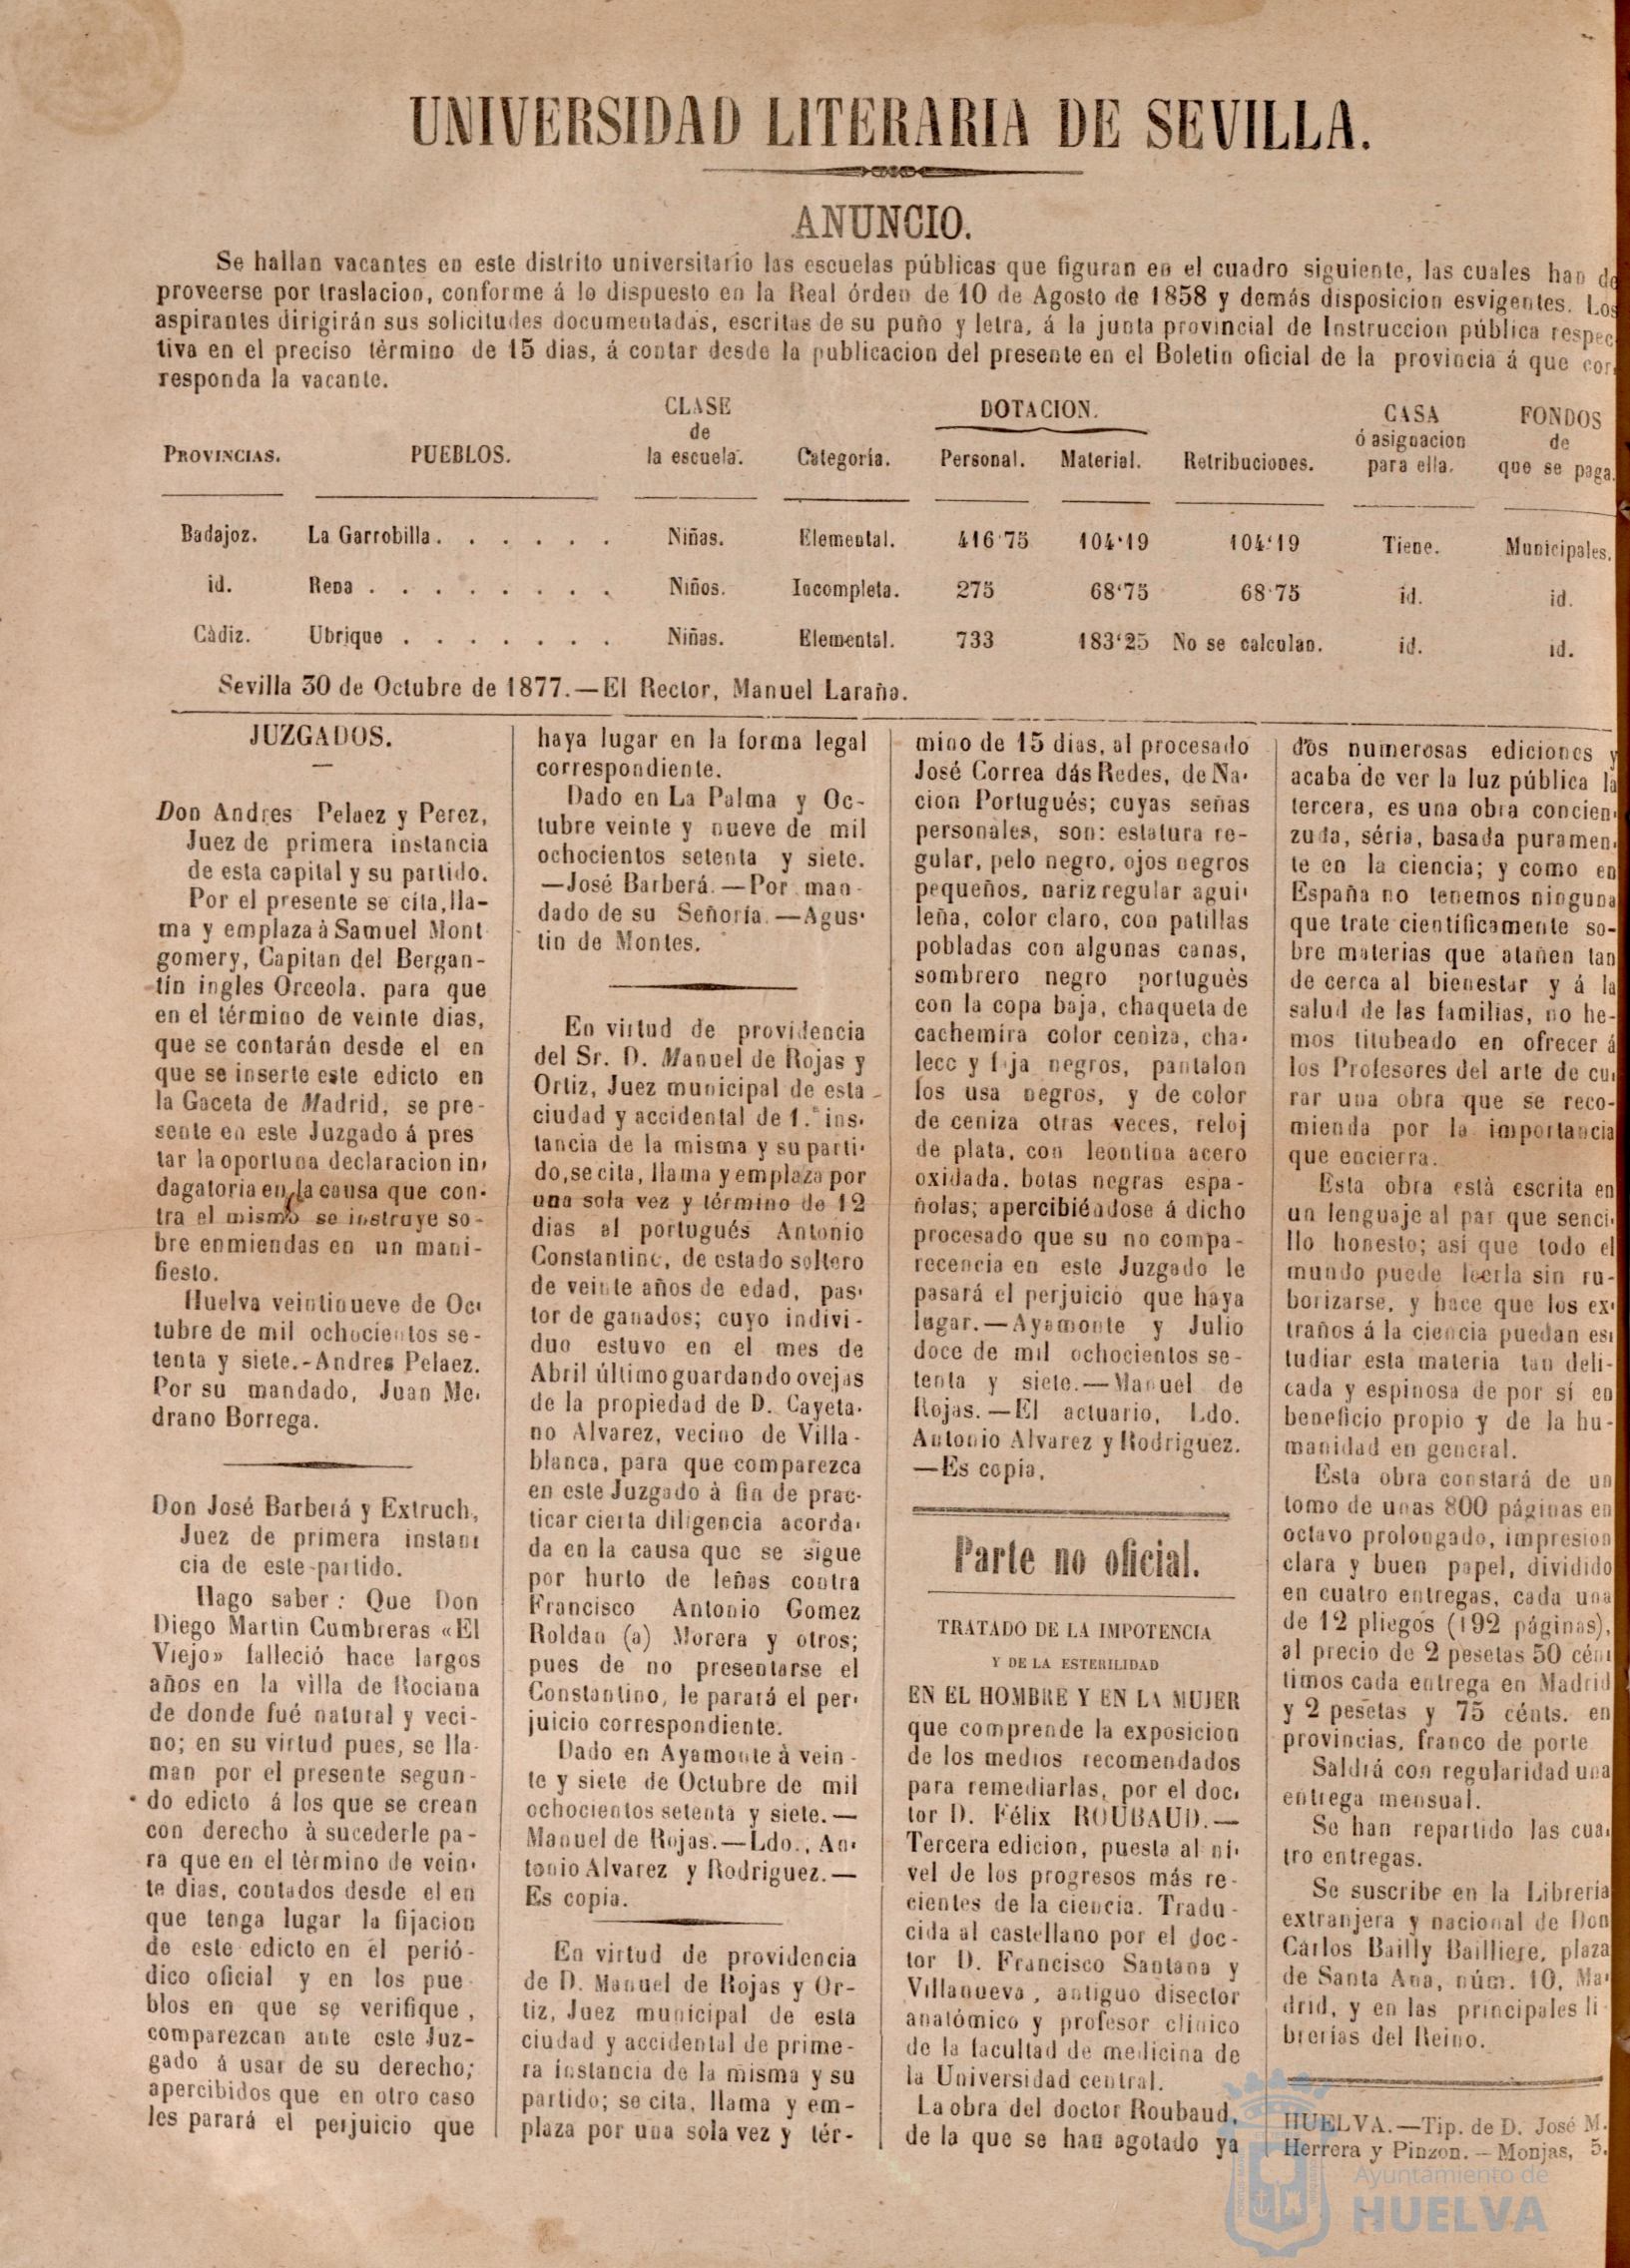 UNIVERSIDAD LITERARIA DE SEVILLA.
ANUNCIO.
Se hallan vacantes en este distrito universitario las escuelas públicas que figuran en el cuadro siguiente, las cuales han de
proveerse por traslacion, conforme á lo dispuesto en la Real órden de 10 de Agosto de 1858 y demás disposicion esvigentes. Los
aspirantes dirigirán sus solicitudes documentadas, escritas de su puño y letra, á la junta provincial de Instruccion pública respec
tiva en el preciso término de 15 dias, á contar desde la publicacion del presente en el Boletin oficial de la provincia á que cor
responda la vacante.
PROVINCIAS. PUEBLOS. CLASE de la escuela. Categoría. DOTACION. Personal. Material. Retribuciones. CASA ó asignacion para ella. FONDOS de que se paga.
Badajoz. La Garrobilla. . . . . . . Niñas. Elemental. 416'75 104'19 104'19 Tiene. Municipales.
id. Rena . . . . . . . . Niños. Incompleta. 275 68'75 68'75 id. id.
Càdiz. Ubrique . . . . . . . Niñas. Elemental. 733 183'25 No se calculan. id. id.
Sevilla 30 de Octubre de 1877.—El Rector, Manuel Laraña.
JUZGADOS.
Don Andres Pelaez y Perez,
Juez de primera instancia
de esta capital y su partido.
Por el presente se cita, lla-
ma y emplaza à Samuel Mont
gomery, Capitan del Bergan-
tín ingles Orceola. para que
en el término de veinte dias,
que se contarán desde el en
que se inserte este edicto en
la Gaceta de Madrid, se pre-
sente en este Juzgado á pres
tar la oportuna declaracion in-
dagatoria en la causa que con-
tra el mismo se instruye so-
bre enmiendas en un mani-
fiesto.
Huelva veintinueve de Oc-
tubre de mil ochocientos se-
tenta y siete.-Andres Pelaez.
Por su mandado, Juan Me-
drano Borrega.
Don José Barberá y Extruch,
Juez de primera instan-
cia de este partido.
Hago saber: Que Don
Diego Martin Cumbreras «El
Viejo» falleció hace largos
años en la villa de Rociana
de donde fué natural y veci-
no; en su virtud pues, se lla-
man por el presente segun-
do edicto á los que se crean
con derecho à sucederle pa-
ra que en el tèrmino de vein-
te dias, contados desde el en
que tenga lugar la fijacion
de este edicto en el perió-
dico oficial y en los pue
blos en que se verifique,
comparezcan ante este Juz-
gado á usar de su derecho;
apercibidos que en otro caso
les parará el perjuicio que
haya lugar en la forma legal
correspondiente.
Dado en La Palma y Oc-
tubre veinte y nueve de mil
ochocientos setenta y siete.
—José Barberá.—Por man-
dado de su Señoría.—Agus-
tin de Montes.
En virtud de providencia
del Sr. D. Manuel de Rojas y
Ortiz, Juez municipal de esta
ciudad y accidental de 1.ª ins-
tancia de la misma y su parti-
do, se cita, llama y emplaza por
una sola vez y término de 12
dias al portugués Antonio
Constantino, de estado soltero
de veinte años de edad, pas-
tor de ganados; cuyo indivi-
duo estuvo en el mes de
Abril último guardando ovejas
de la propiedad de D. Cayeta-
no Alvarez, vecino de Villa-
blanca, para que comparezca
en este Juzgado à fin de prac-
ticar cierta diligencia acorda-
da en la causa que se sigue
por hurto de leñas contra
Francisco Antonio Gomez
Roldan (a) Morera y otros;
pues de no presentarse el
Constantino, le parará el per-
juicio correspondiente.
Dado en Ayamonte à vein-
te y siete de Octubre de mil
ochocientos setenta y siete.—
Manuel de Rojas.—Ldo., An-
tonio Alvarez y Rodriguez.—
Es copia.
En virtud de providencia
de D. Manuel de Rojas y Or-
tiz, Juez municipal de esta
ciudad y accidental de prime-
ra instancia de la misma y su
partido; se cita, llama y em-
plaza por una sola vez y tér-
mino de 15 dias, al procesado
José Correa dás Redes, de Na-
cion Portugués; cuyas señas
personales, son: estatura re-
gular, pelo negro, ojos negros
pequeños, nariz regular agui-
leña, color claro, con patillas
pobladas con algunas canas,
sombrero negro portugués
con la copa baja, chaqueta de
cachemira color ceniza, cha-
leco y faja negros, pantalon
los usa negros, y de color
de ceniza otras veces, reloj
de plata, con leontina acero
oxidada, botas negras espa-
ñolas; apercibiéndose á dicho
procesado que su no compa-
recencia en este Juzgado le
pasará el perjuicio que haya
lugar.—Ayamonte y Julio
doce de mil ochocientos se-
tenta y siete.—Manuel de
Rojas.—El actuario, Ldo.
Antonio Alvarez y Rodriguez.
—Es copia.
Parte no oficial.
TRATADO DE LA IMPOTENCIA
Y DE LA ESTERILIDAD
EN EL HOMBRE Y EN LA MUJER
que comprende la exposicion
de los medios recomendados
para remediarlas, por el doc-
tor D. Félix ROUBAUD.—
Tercera edicion, puesta al ni-
vel de los progresos más re-
cientes de la ciencia. Tradu-
cida al castellano por el doc-
tor D. Francisco Santana y
Villanueva, antiguo disector
anatómico y profesor clínico
de la facultad de medicina de
la Universidad central.
La obra del doctor Roubaud,
de la que se han agotado ya
dos numerosas ediciones y
acaba de ver la luz pública la
tercera, es una obra concien-
zuda, séria, basada puramen-
te en la ciencia; y como en
España no tenemos ninguna
que trate científicamente so-
bre materias que atañen tan
de cerca al bienestar y á la
salud de las familias, no he-
mos titubeado en ofrecer á
los Profesores del arte de cu-
rar una obra que se reco-
mienda por la importancia
que encierra.
Esta obra està escrita en
un lenguaje al par que senci-
llo honesto; asi que todo el
mundo puede leerla sin ru-
borizarse, y hace que los ex-
traños á la ciencia puedan es-
tudiar esta materia tan deli-
cada y espinosa de por sí en
beneficio propio y de la hu-
manidad en general.
Esta obra constará de un
tomo de unas 800 páginas en
octavo prolongado, impresion
clara y buen papel, dividido
en cuatro entregas, cada una
de 12 pliegos (192 páginas),
al precio de 2 pesetas 50 cén-
timos cada entrega en Madrid
y 2 pesetas y 75 cénts. en
provincias, franco de porte
Saldrá con regularidad una
entrega mensual.
Se han repartido las cua-
tro entregas.
Se suscribe en la Librería
extranjera y nacional de Don
Cárlos Bailly Bailliere, plaza
de Santa Ana, núm. 10, Ma-
drid, y en las principales li-
brerías del Reino.
HUELVA.—Tip. de D. José M.
Herrera y Pinzon.—Monjas, 5.
Ayuntamiento de
HUELVA